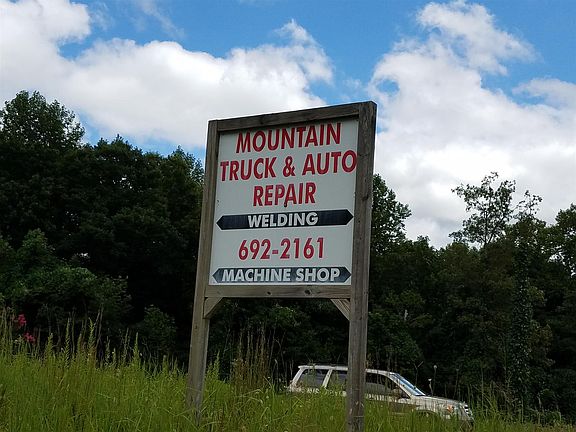 MOUNTAIN
TRUCK & AUTO
REPAIR
WELDING
692-2161
MACHINE SHOP